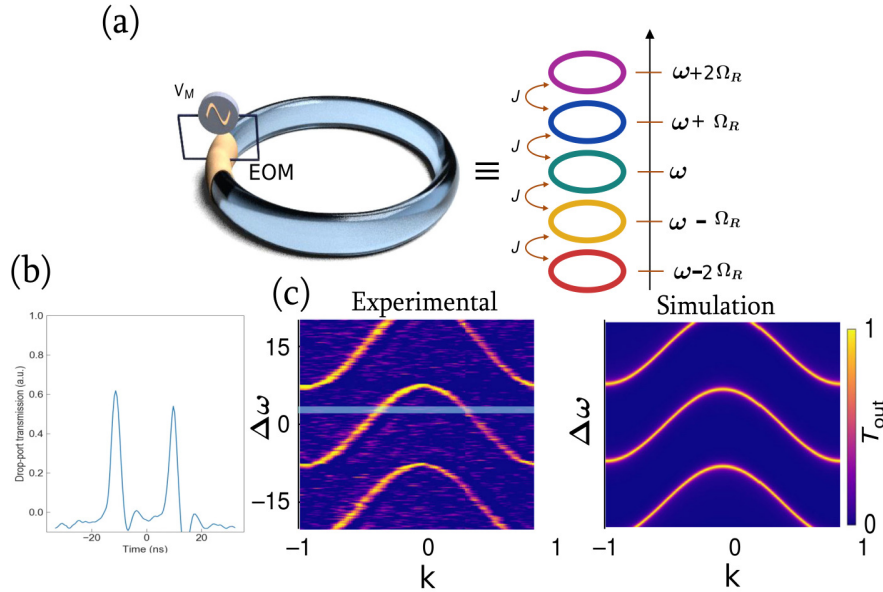 (a)
V_M
EOM
≡
J
J
J
J
ω+2Ω_R
ω+ Ω_R
ω
ω - Ω_R
ω-2Ω_R
(b)
Drop-port transmission (a.u.)
1.0
0.8
0.6
0.4
0.2
0.0
−20 0 20
Time (ns)
(c)
Experimental
Δω
15
0
-15
-1 0 1
k
Simulation
Δω
-1 0 1
k
1
T_out
0